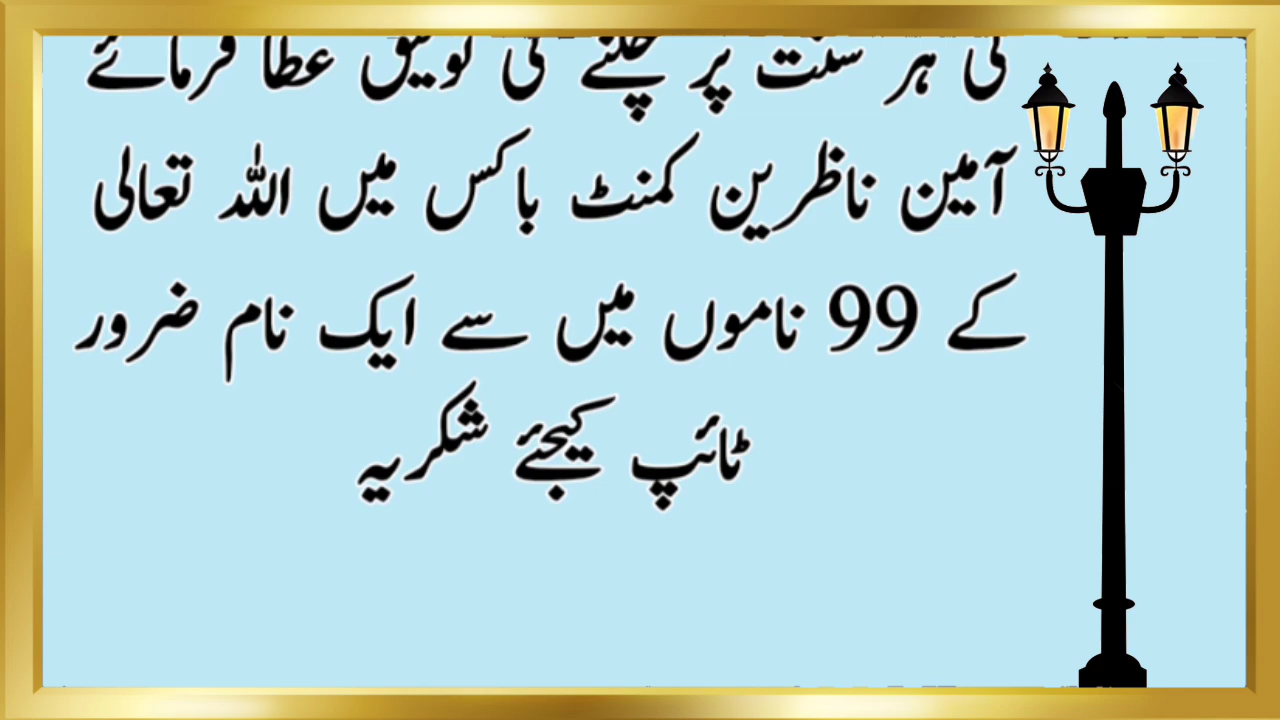 کی ہر سنت پر چلنے کی توفیق عطا فرمائے
آمین ناظرین کمنٹ باکس میں اللہ تعالی
کے 99 ناموں میں سے ایک نام ضرور
ٹائپ کیجئے شکریہ